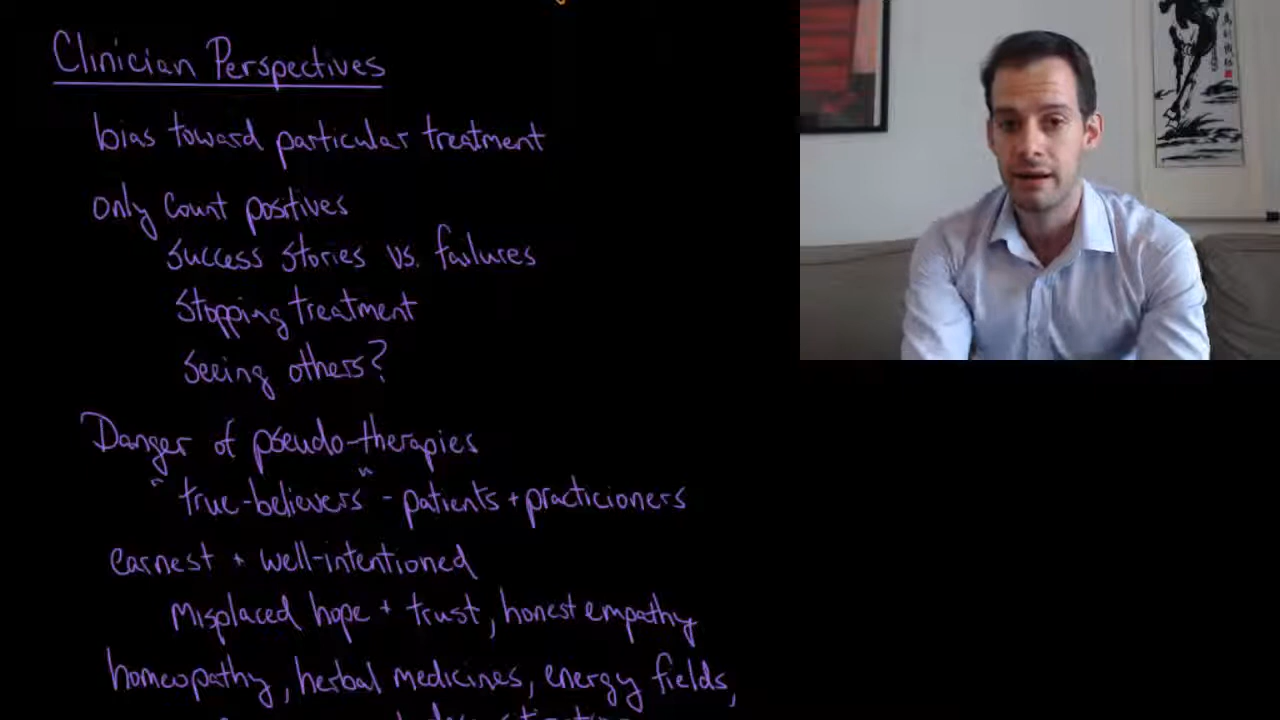 Clinician Perspectives
bias toward particular treatment
only count positives
success stories vs. failures
stopping treatment
seeing others?
Danger of pseudo-therapies
"true-believers" - patients + practicioners
earnest + well-intentioned
Misplaced hope + trust, honest empathy
homeopathy, herbal medicines, energy fields,